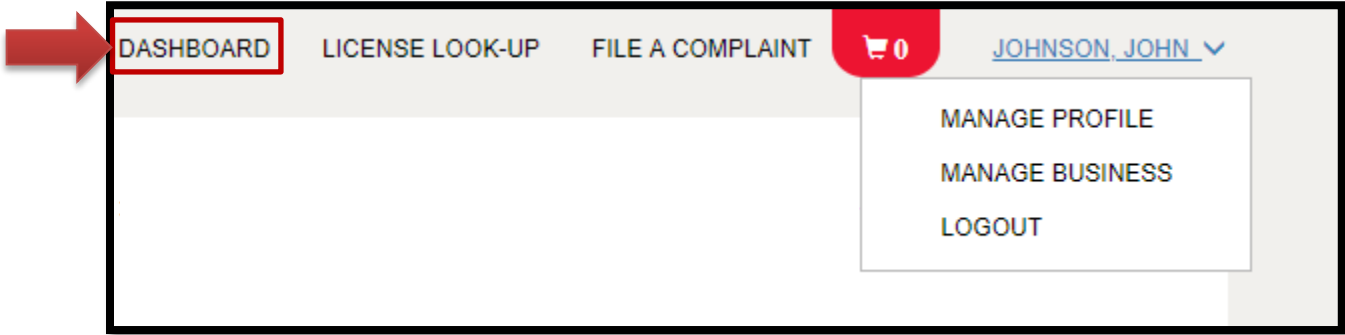 DASHBOARD LICENSE LOOK-UP FILE A COMPLAINT 0 JOHNSON, JOHN
MANAGE PROFILE
MANAGE BUSINESS
LOGOUT